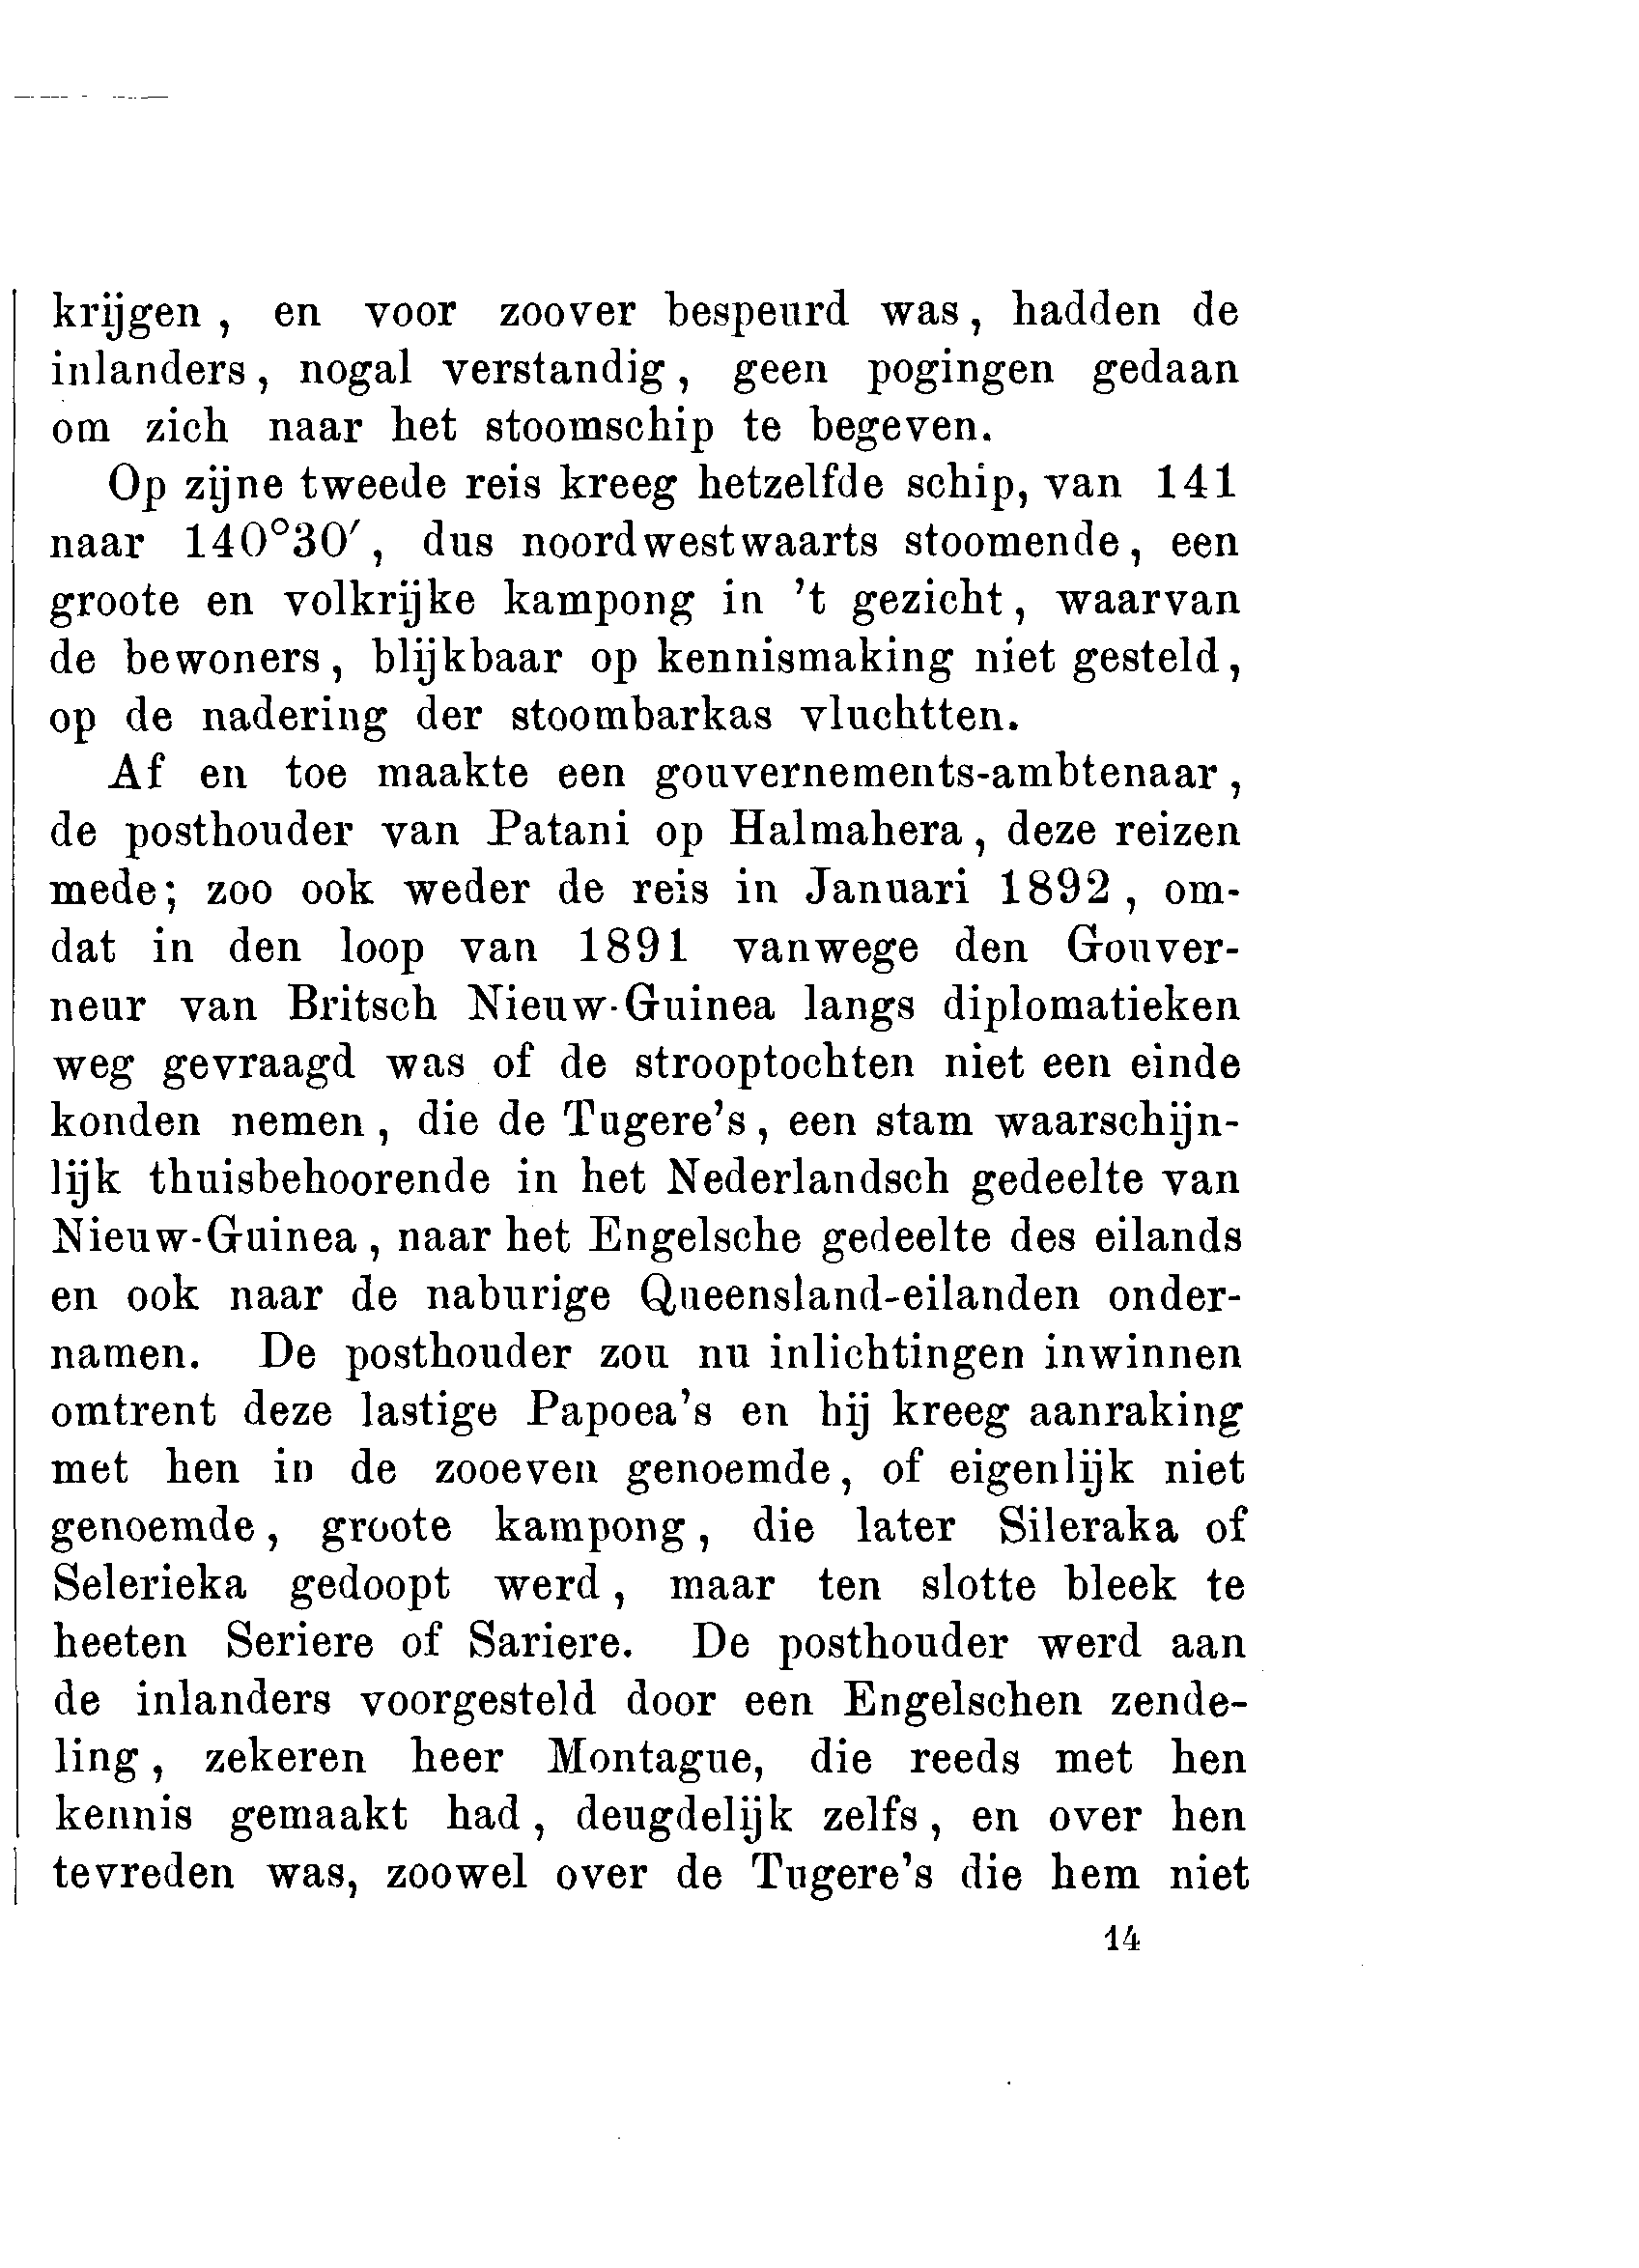 krijgen, en voor zoover bespeurd was, hadden de
inlanders, nogal verstandig, geen pogingen gedaan
om zich naar het stoomschip te begeven.
Op zijne tweede reis kreeg hetzelfde schip, van 141
naar 140°30′, dus noordwestwaarts stoomende, een
groote en volkrijke kampong in 't gezicht, waarvan
de bewoners, blijkbaar op kennismaking niet gesteld,
op de nadering der stoombarkas vluchtten.
Af en toe maakte een gouvernements-ambtenaar,
de posthouder van Patani op Halmahera, deze reizen
mede; zoo ook weder de reis in Januari 1892, om-
dat in den loop van 1891 vanwege den Gouver-
neur van Britsch Nieuw-Guinea langs diplomatieken
weg gevraagd was of de strooptochten niet een einde
konden nemen, die de Tugere's, een stam waarschijn-
lijk thuisbehoorende in het Nederlandsch gedeelte van
Nieuw-Guinea, naar het Engelsche gedeelte des eilands
en ook naar de naburige Queensland-eilanden onder-
namen. De posthouder zou nu inlichtingen inwinnen
omtrent deze lastige Papoea's en hij kreeg aanraking
met hen in de zooeven genoemde, of eigenlijk niet
genoemde, groote kampong, die later Sileraka of
Selerieka gedoopt werd, maar ten slotte bleek te
heeten Seriere of Sariere. De posthouder werd aan
de inlanders voorgesteld door een Engelschen zende-
ling, zekeren heer Montague, die reeds met hen
kennis gemaakt had, deugdelijk zelfs, en over hen
tevreden was, zoowel over de Tugere's die hem niet
14